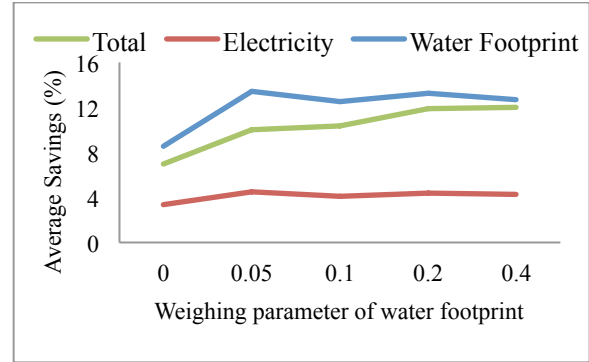 Total Electricity Water Footprint
16
12
8
4
0
Average Savings (%)
0 0.05 0.1 0.2 0.4
Weighing parameter of water footprint